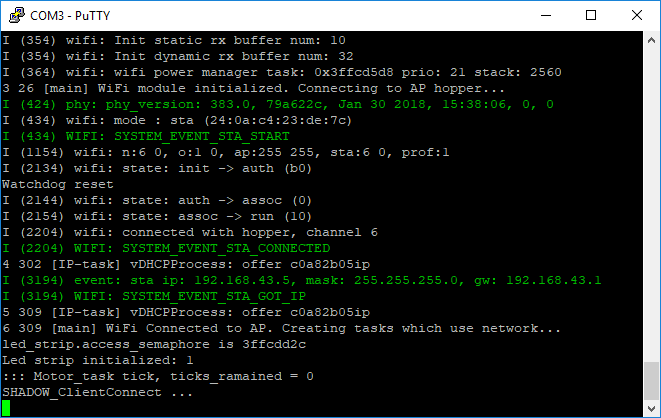 COM3 - PuTTY
I (354) wifi: Init static rx buffer num: 10
I (354) wifi: Init dynamic rx buffer num: 32
I (364) wifi: wifi power manager task: 0x3ffcd5d8 prio: 21 stack: 2560
3 26 [main] WiFi module initialized. Connecting to AP hopper...
I (424) phy: phy_version: 383.0, 79a622c, Jan 30 2018, 15:38:06, 0, 0
I (434) wifi: mode : sta (24:0a:c4:23:de:7c)
I (434) WIFI: SYSTEM_EVENT_STA_START
I (1154) wifi: n:6 0, o:1 0, ap:255 255, sta:6 0, prof:1
I (2134) wifi: state: init -> auth (b0)
Watchdog reset
I (2144) wifi: state: auth -> assoc (0)
I (2154) wifi: state: assoc -> run (10)
I (2204) wifi: connected with hopper, channel 6
I (2204) WIFI: SYSTEM_EVENT_STA_CONNECTED
4 302 [IP-task] vDHCPProcess: offer c0a82b05ip
I (3194) event: sta ip: 192.168.43.5, mask: 255.255.255.0, gw: 192.168.43.1
I (3194) WIFI: SYSTEM_EVENT_STA_GOT_IP
5 309 [IP-task] vDHCPProcess: offer c0a82b05ip
6 309 [main] WiFi Connected to AP. Creating tasks which use network...
led_strip.access_semaphore is 3ffcdd2c
Led strip initialized: 1
::: Motor_task tick, ticks_ramained = 0
SHADOW_ClientConnect ...